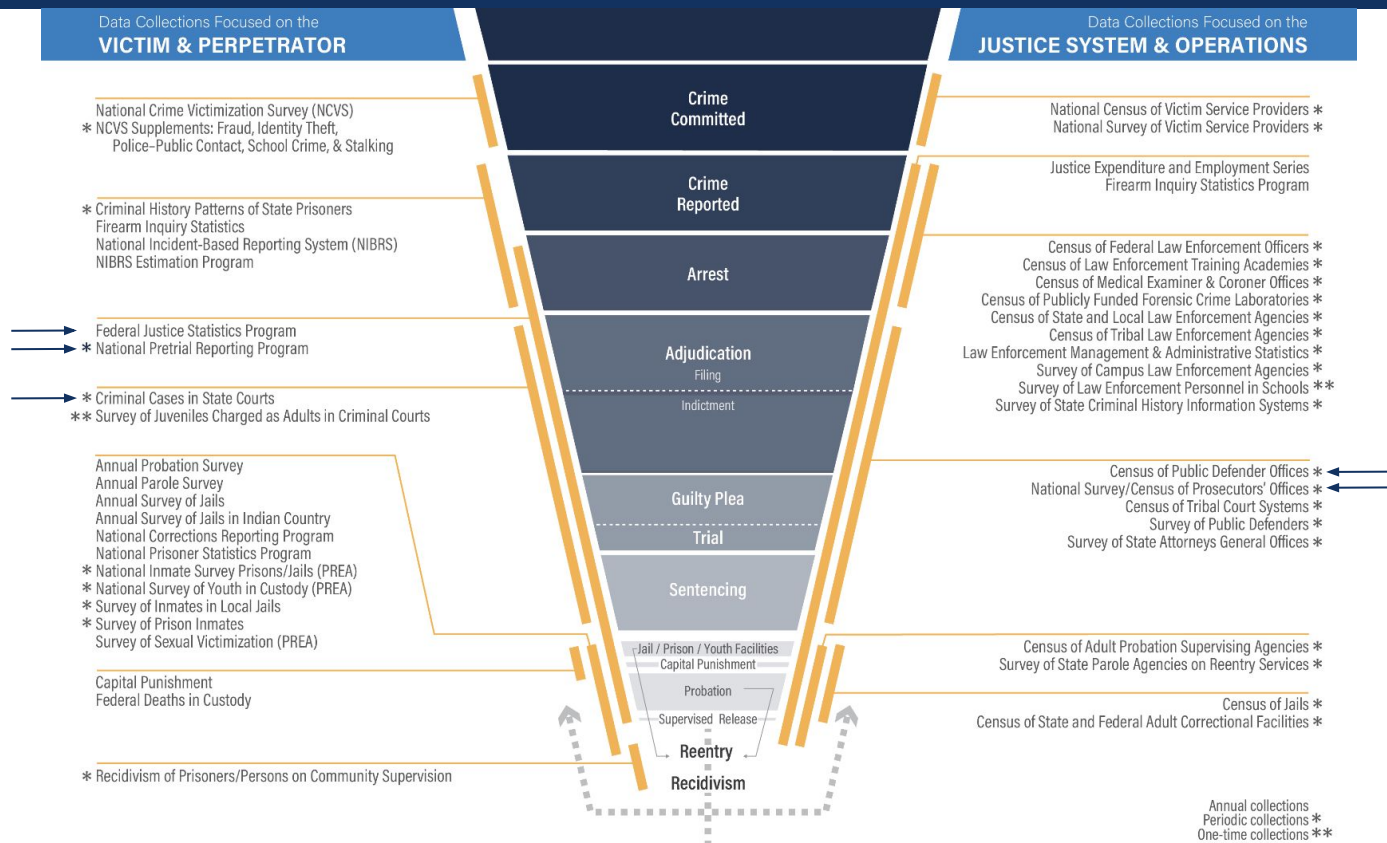 Data Collections Focused on the
VICTIM & PERPETRATOR
National Crime Victimization Survey (NCVS)
* NCVS Supplements: Fraud, Identity Theft,
Police–Public Contact, School Crime, & Stalking
* Criminal History Patterns of State Prisoners
Firearm Inquiry Statistics
National Incident-Based Reporting System (NIBRS)
NIBRS Estimation Program
Federal Justice Statistics Program
* National Pretrial Reporting Program
* Criminal Cases in State Courts
** Survey of Juveniles Charged as Adults in Criminal Courts
Annual Probation Survey
Annual Parole Survey
Annual Survey of Jails
Annual Survey of Jails in Indian Country
National Corrections Reporting Program
National Prisoner Statistics Program
* National Inmate Survey Prisons/Jails (PREA)
* National Survey of Youth in Custody (PREA)
* Survey of Inmates in Local Jails
* Survey of Prison Inmates
Survey of Sexual Victimization (PREA)
Capital Punishment
Federal Deaths in Custody
* Recidivism of Prisoners/Persons on Community Supervision
Crime
Committed
Crime
Reported
Arrest
Adjudication
Filing
Indictment
Guilty Plea
Trial
Sentencing
Jail / Prison / Youth Facilities
Capital Punishment
Probation
Supervised Release
Reentry
Recidivism
Data Collections Focused on the
JUSTICE SYSTEM & OPERATIONS
National Census of Victim Service Providers *
National Survey of Victim Service Providers *
Justice Expenditure and Employment Series
Firearm Inquiry Statistics Program
Census of Federal Law Enforcement Officers *
Census of Law Enforcement Training Academies *
Census of Medical Examiner & Coroner Offices *
Census of Publicly Funded Forensic Crime Laboratories *
Census of State and Local Law Enforcement Agencies *
Census of Tribal Law Enforcement Agencies *
Law Enforcement Management & Administrative Statistics *
Survey of Campus Law Enforcement Agencies *
Survey of Law Enforcement Personnel in Schools **
Survey of State Criminal History Information Systems *
Census of Public Defender Offices *
National Survey/Census of Prosecutors' Offices *
Census of Tribal Court Systems *
Survey of Public Defenders *
Survey of State Attorneys General Offices *
Census of Adult Probation Supervising Agencies *
Survey of State Parole Agencies on Reentry Services *
Census of Jails *
Census of State and Federal Adult Correctional Facilities *
Annual collections
Periodic collections *
One-time collections **